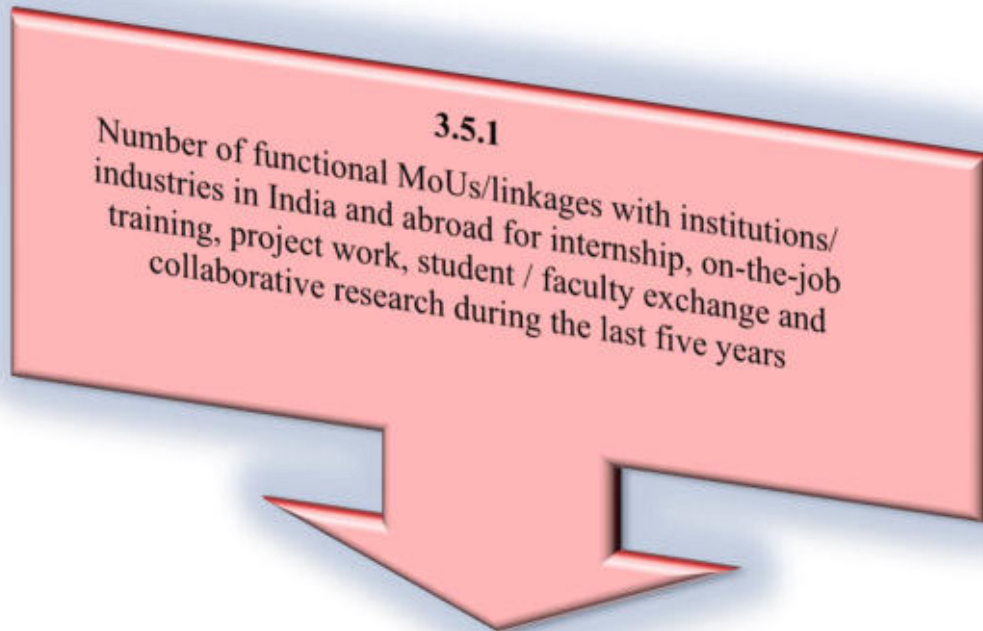 3.5.1
Number of functional MoUs/linkages with institutions/
industries in India and abroad for internship, on-the-job
training, project work, student / faculty exchange and
collaborative research during the last five years